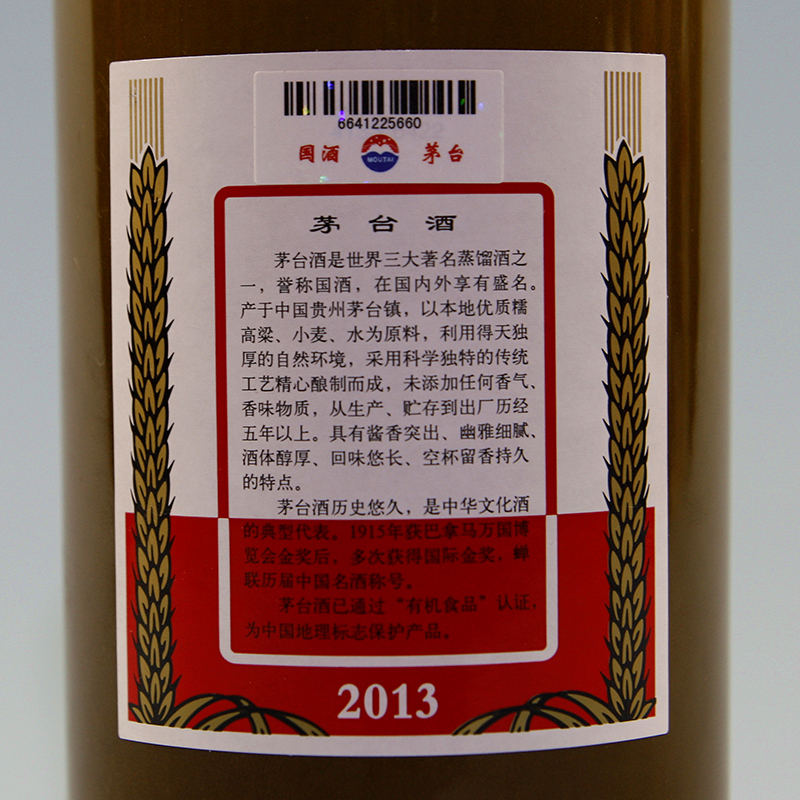 6641225660
国酒 MOUTAI 茅台
茅台酒
茅台酒是世界三大著名蒸馏酒之
一，誉称国酒，在国内外享有盛名。
产于中国贵州茅台镇，以本地优质糯
高粱、小麦、水为原料，利用得天独
厚的自然环境，采用科学独特的传统
工艺精心酿制而成，未添加任何香气、
香味物质，从生产、贮存到出厂历经
五年以上。具有酱香突出、幽雅细腻、
酒体醇厚、回味悠长、空杯留香持久
的特点。
茅台酒历史悠久，是中华文化酒
的典型代表。1915年获巴拿马万国博
览会金奖后，多次获得国际金奖，蝉
联历届中国名酒称号。
茅台酒已通过“有机食品”认证，
为中国地理标志保护产品。
2013